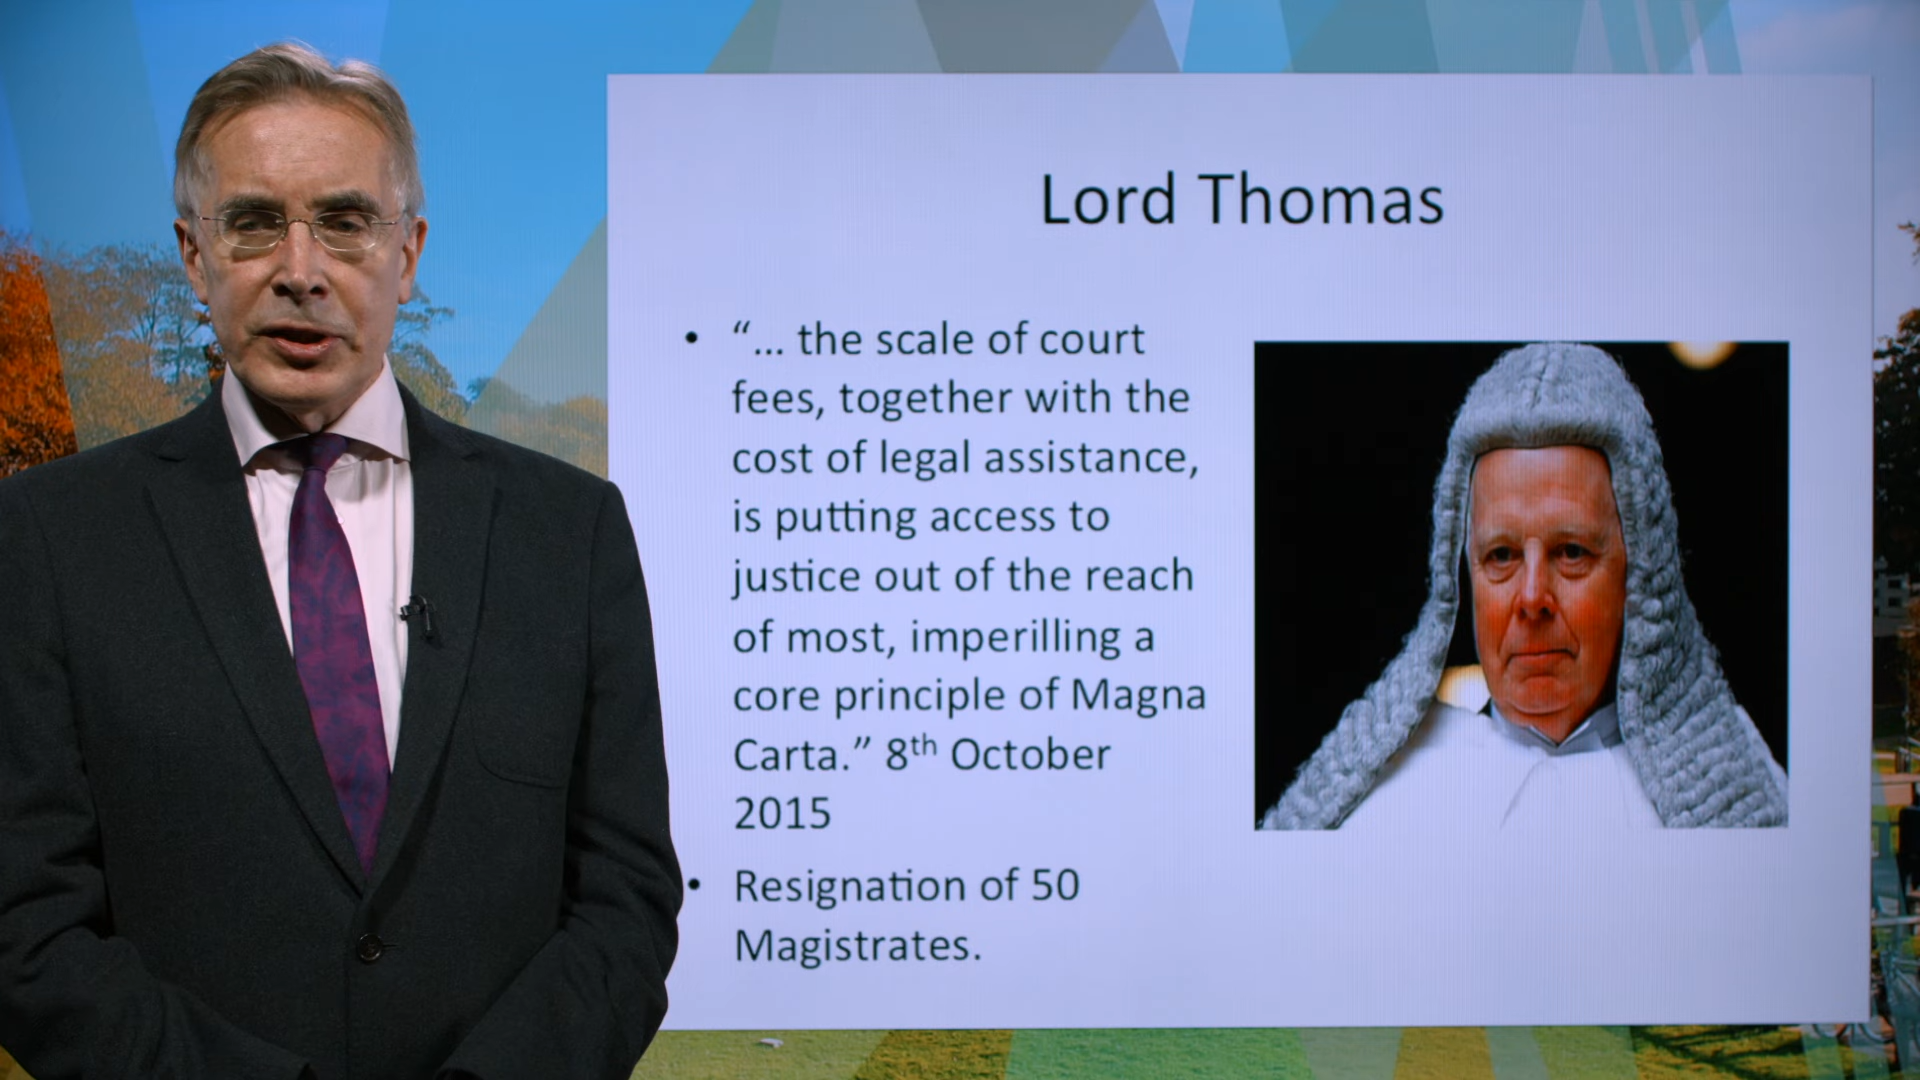 Lord Thomas
• “... the scale of court
fees, together with the
cost of legal assistance,
is putting access to
justice out of the reach
of most, imperilling a
core principle of Magna
Carta.” 8th October
2015
• Resignation of 50
Magistrates.